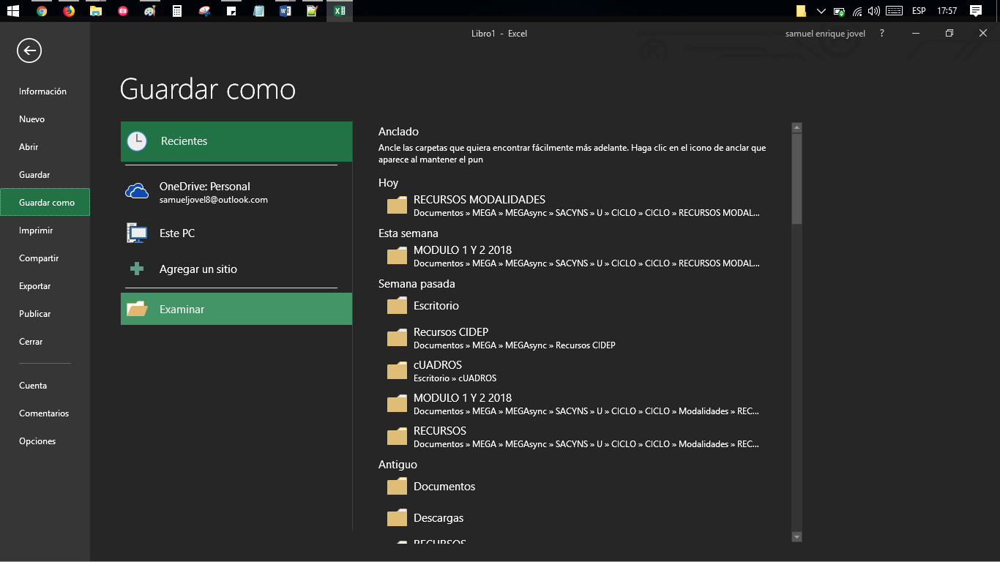 ESP
17:57
Libro1 - Excel
samuel enrique jovel
?
Información
Nuevo
Abrir
Guardar
Guardar como
Imprimir
Compartir
Exportar
Publicar
Cerrar
Cuenta
Comentarios
Opciones
Guardar como
Recientes
OneDrive: Personal
samueljovel8@outlook.com
Este PC
Agregar un sitio
Examinar
Anclado
Ancle las carpetas que quiera encontrar fácilmente más adelante. Haga clic en el icono de anclar que
aparece al mantener el pun
Hoy
RECURSOS MODALIDADES
Documentos » MEGA » MEGAsync » SACYNS » U » CICLO » CICLO » RECURSOS MODAL...
Esta semana
MODULO 1 Y 2 2018
Documentos » MEGA » MEGAsync » SACYNS » U » CICLO » CICLO » RECURSOS MODAL...
Semana pasada
Escritorio
Recursos CIDEP
Documentos » MEGA » MEGAsync » Recursos CIDEP
cUADROS
Escritorio » cUADROS
MODULO 1 Y 2 2018
Documentos » MEGA » MEGAsync » SACYNS » U » CICLO » CICLO » Modalidades » REC...
RECURSOS
Documentos » MEGA » MEGAsync » SACYNS » U » CICLO » CICLO » Modalidades » REC...
Antiguo
Documentos
Descargas
RECURSOS